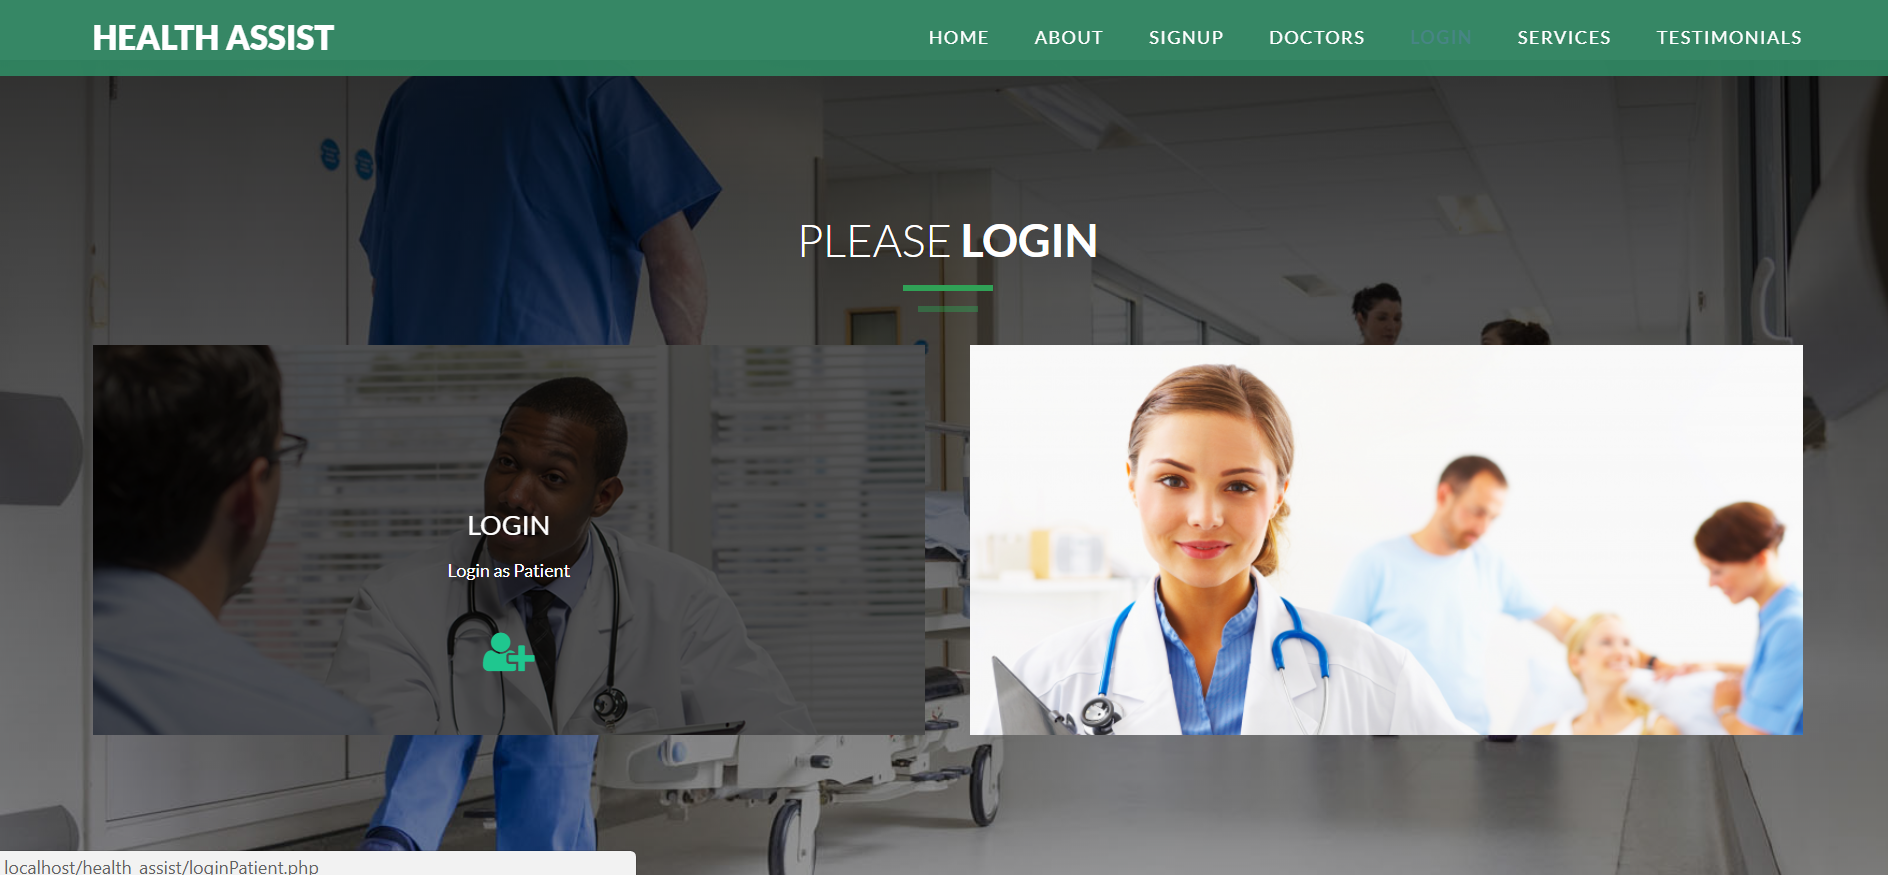 HEALTH ASSIST
HOME ABOUT SIGNUP DOCTORS LOGIN SERVICES TESTIMONIALS
PLEASE LOGIN
LOGIN
Login as Patient
localhost/health_assist/loginPatient.php